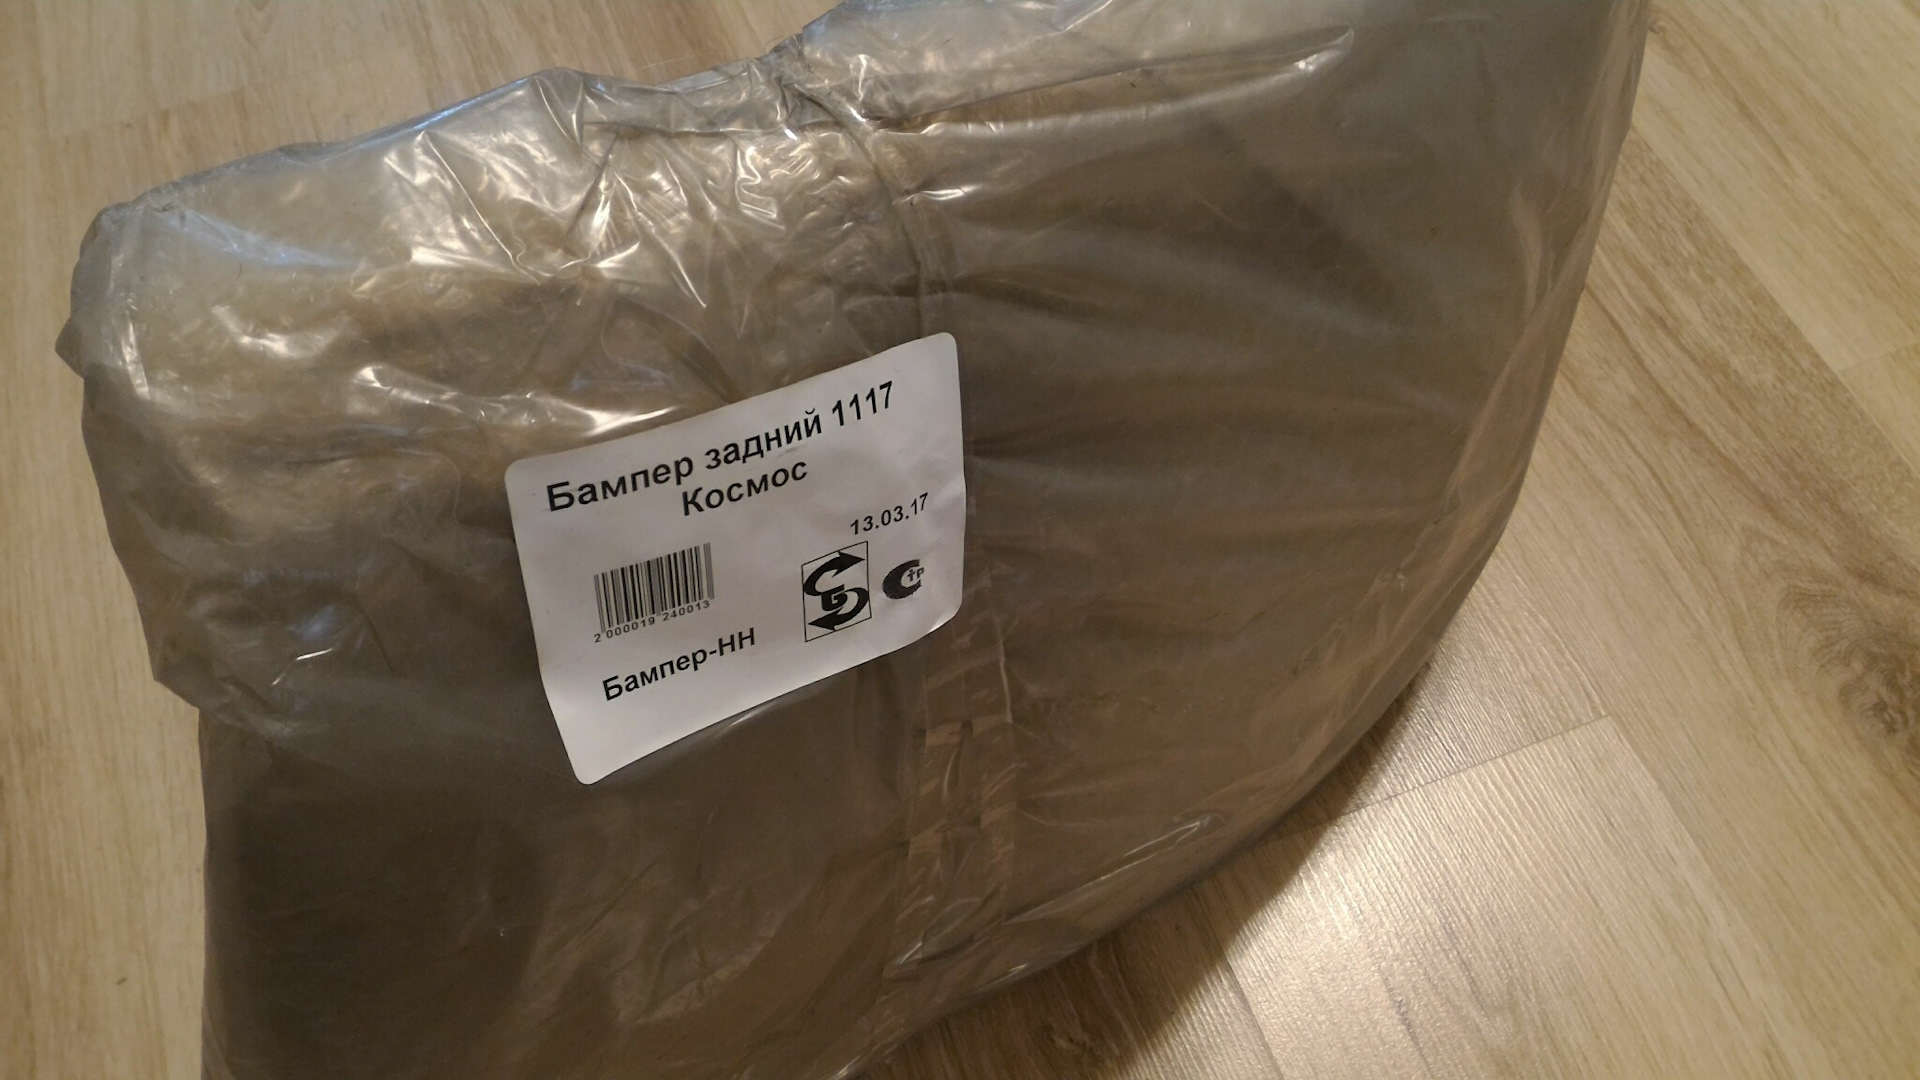 Бампер задний 1117
Космос
13.03.17
2 000019 240013
Бампер-НН